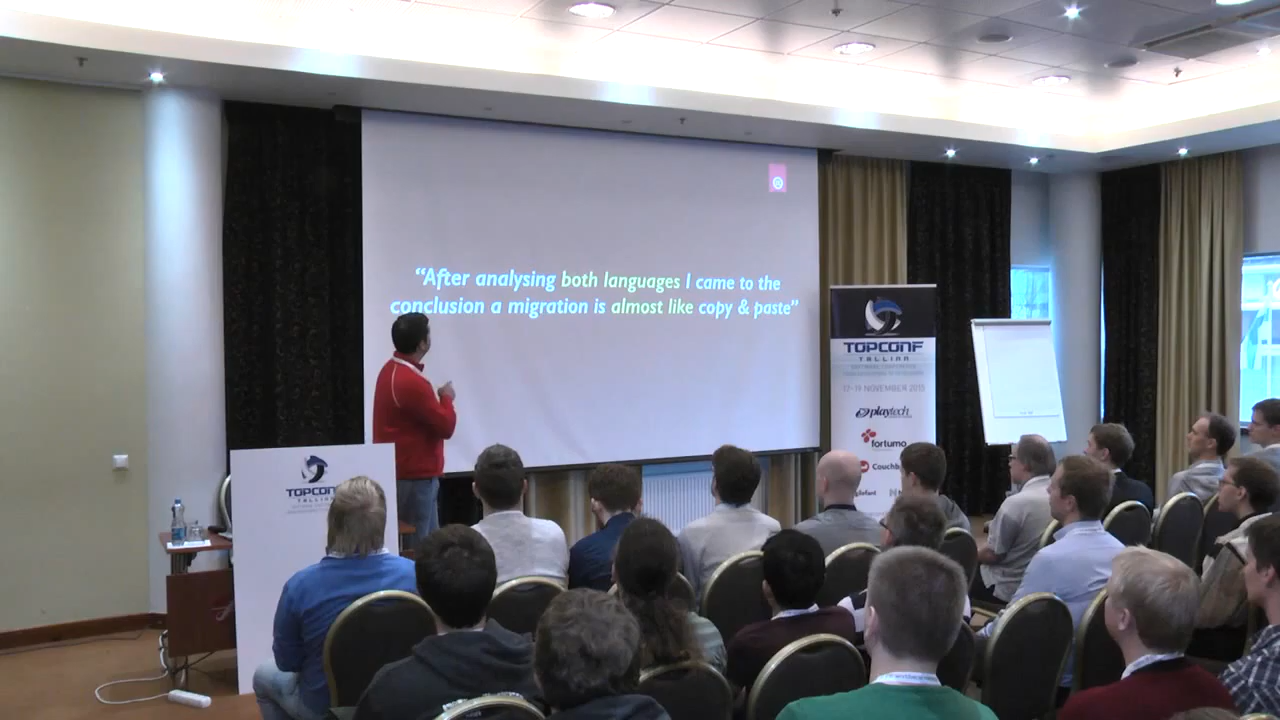 “After analysing both languages I came to the
conclusion a migration is almost like copy & paste”
TOPCONF
TALLINN
17-19 NOVEMBER 2015
playtech
fortumo
TALLINN